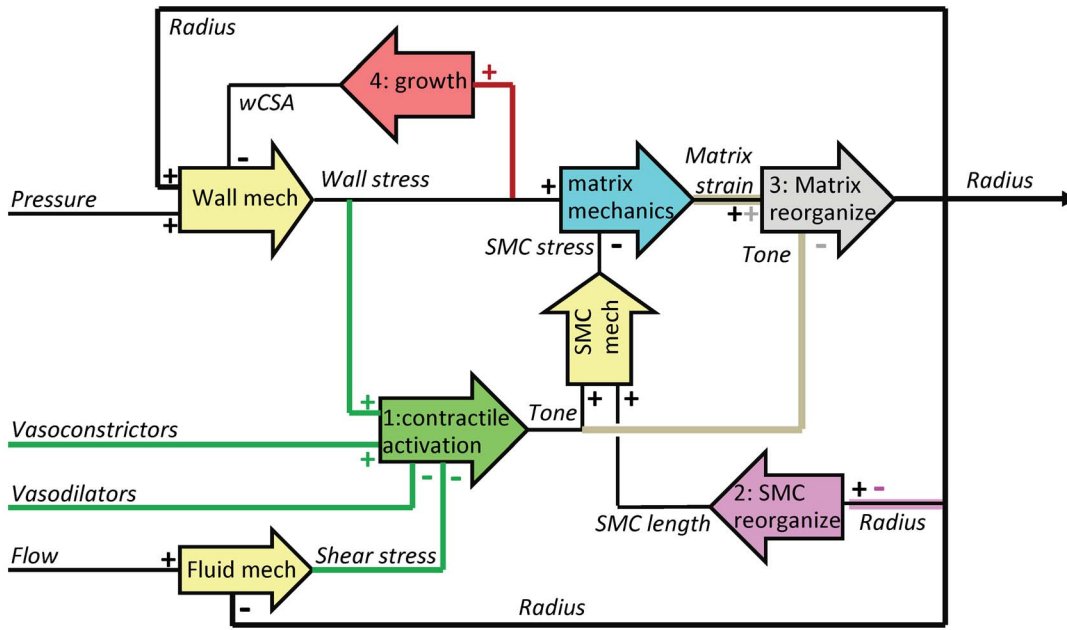 Radius
4: growth
+
wCSA
-
+
Wall mech
Pressure
+
Wall stress
+
matrix
mechanics
Matrix
strain
+ +
3: Matrix
reorganize
Radius
SMC stress
-
Tone
-
SMC
mech
+
1:contractile
activation
Tone
+ +
Vasoconstrictors
+
Vasodilators
- -
2: SMC
reorganize
+ -
SMC length
Radius
Flow
+
Fluid mech
Shear stress
-
Radius